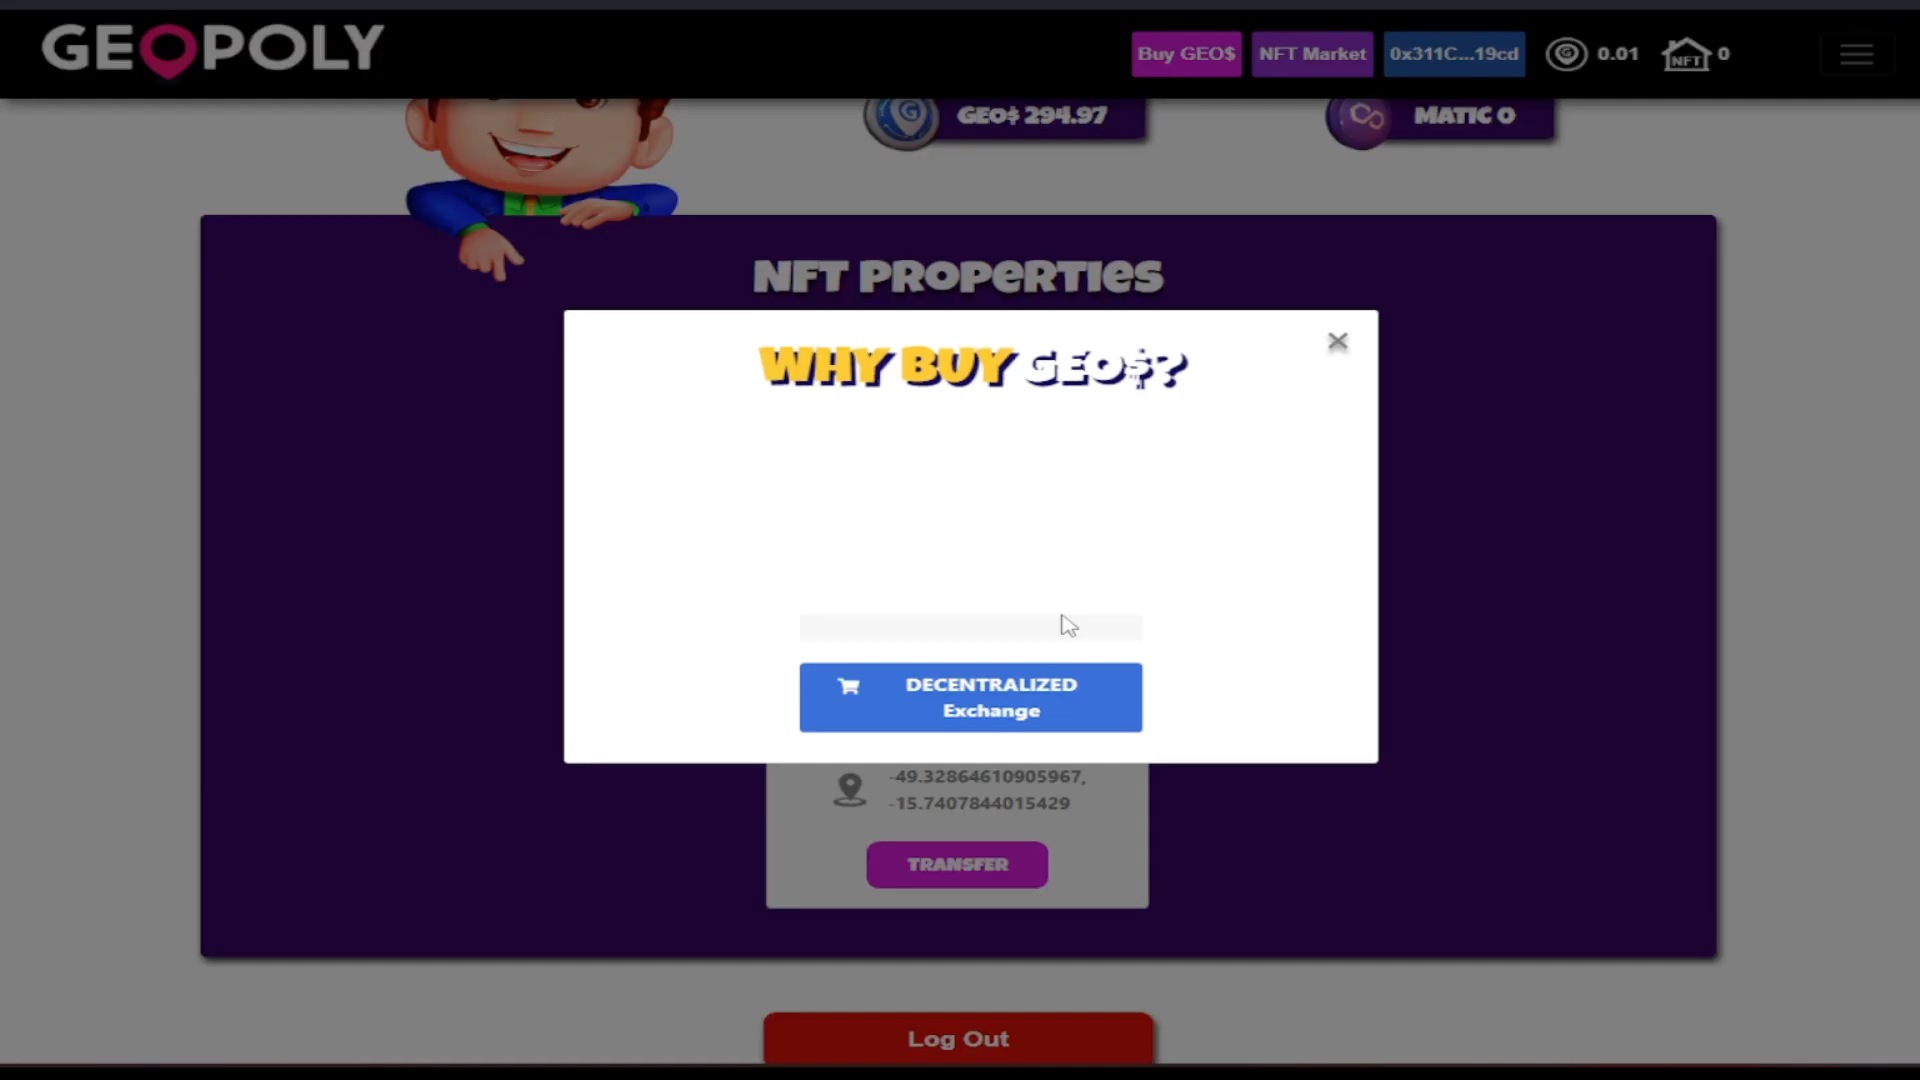 GEOPOLY
Buy GEO$
NFT Market
0x311C...19cd
0.01
NFT
0
GEO$ 294.97
MATIC 0
NFT PROPERTIES
WHY BUY GEO$?
DECENTRALIZED
Exchange
-49.32864610905967,
-15.7407844015429
TRANSFER
Log Out